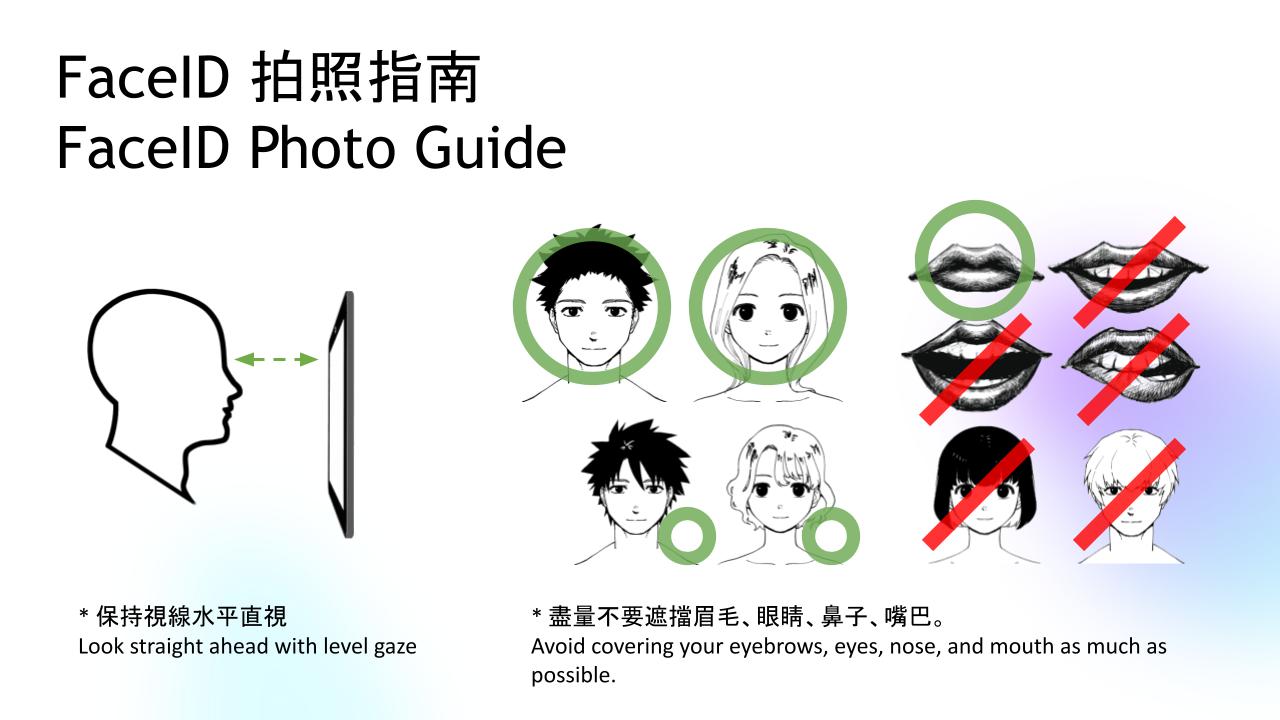 FaceID 拍照指南
FaceID Photo Guide
* 保持視線水平直視
Look straight ahead with level gaze
* 盡量不要遮擋眉毛、眼睛、鼻子、嘴巴。
Avoid covering your eyebrows, eyes, nose, and mouth as much as
possible.